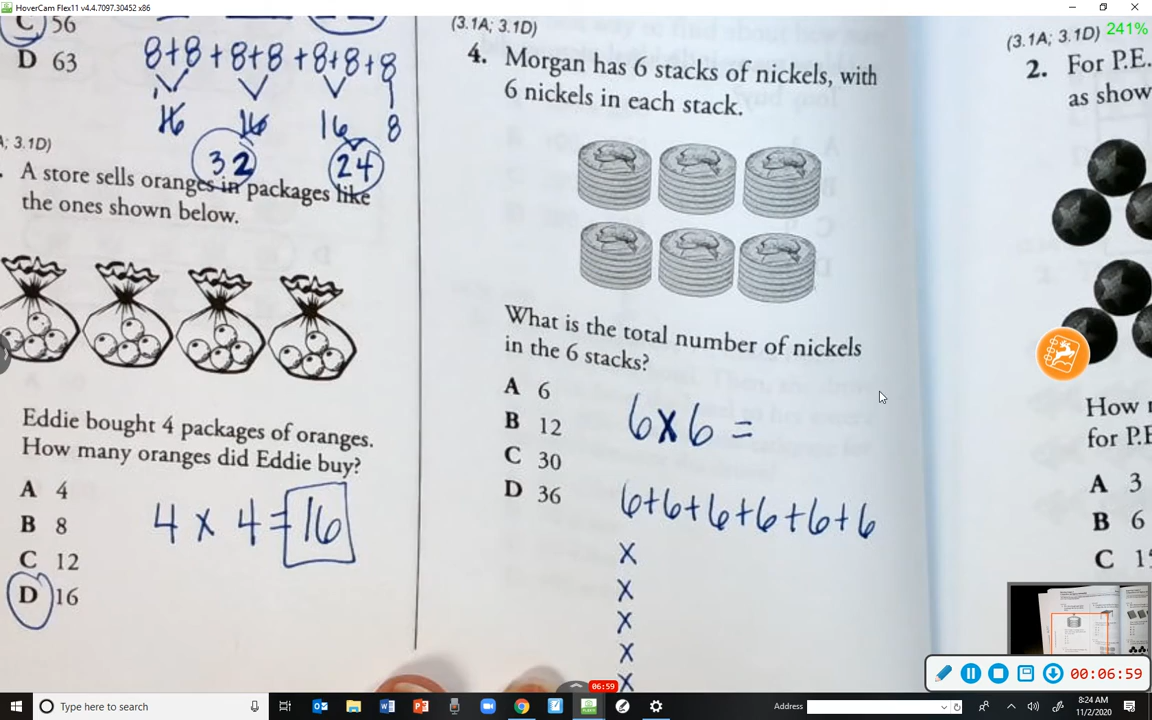 HoverCam Flex11 v4.4.7097.30452 x86
241%
C 56
D 63
8+8+8+8+8+8+8
16 16 16 8
32 24
; 3.1D)
A store sells oranges in packages like
the ones shown below.
Eddie bought 4 packages of oranges.
How many oranges did Eddie buy?
A 4
B 8
C 12
D 16
4 x 4 = 16
(3.1A; 3.1D)
4. Morgan has 6 stacks of nickels, with
6 nickels in each stack.
What is the total number of nickels
in the 6 stacks?
A 6
B 12
C 30
D 36
6x6 =
6+6+6+6+6+6
x
x
x
x
x
(3.1A; 3.1D)
2. For P.E.
as show
How
for P.E
A 3
B 6
C 1
00:06:59
06:59
Type here to search
Address
8:24 AM
11/2/2020